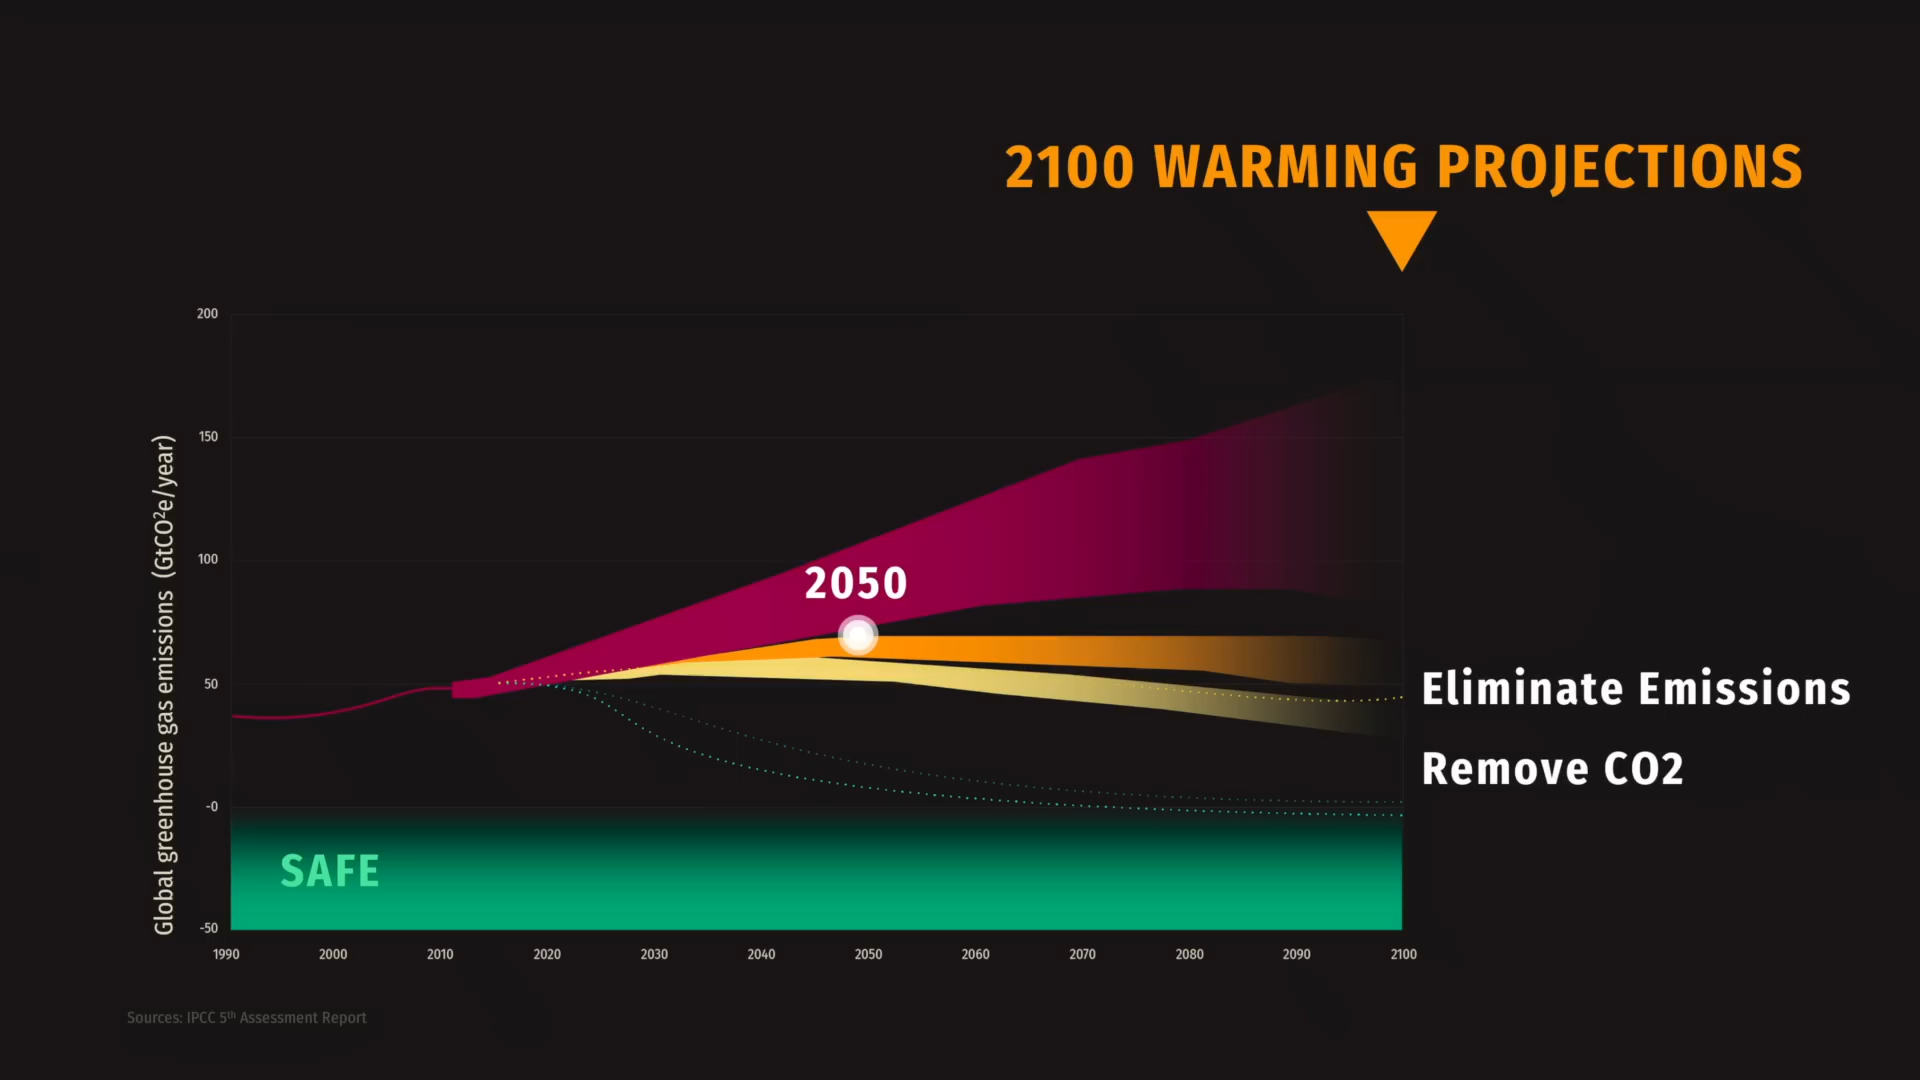 2100 WARMING PROJECTIONS
Global greenhouse gas emissions (GtCO²e/year)
200
150
100
50
-0
-50
2050
Eliminate Emissions
Remove CO2
SAFE
1990 2000 2010 2020 2030 2040 2050 2060 2070 2080 2090 2100
Sources: IPCC 5th Assessment Report